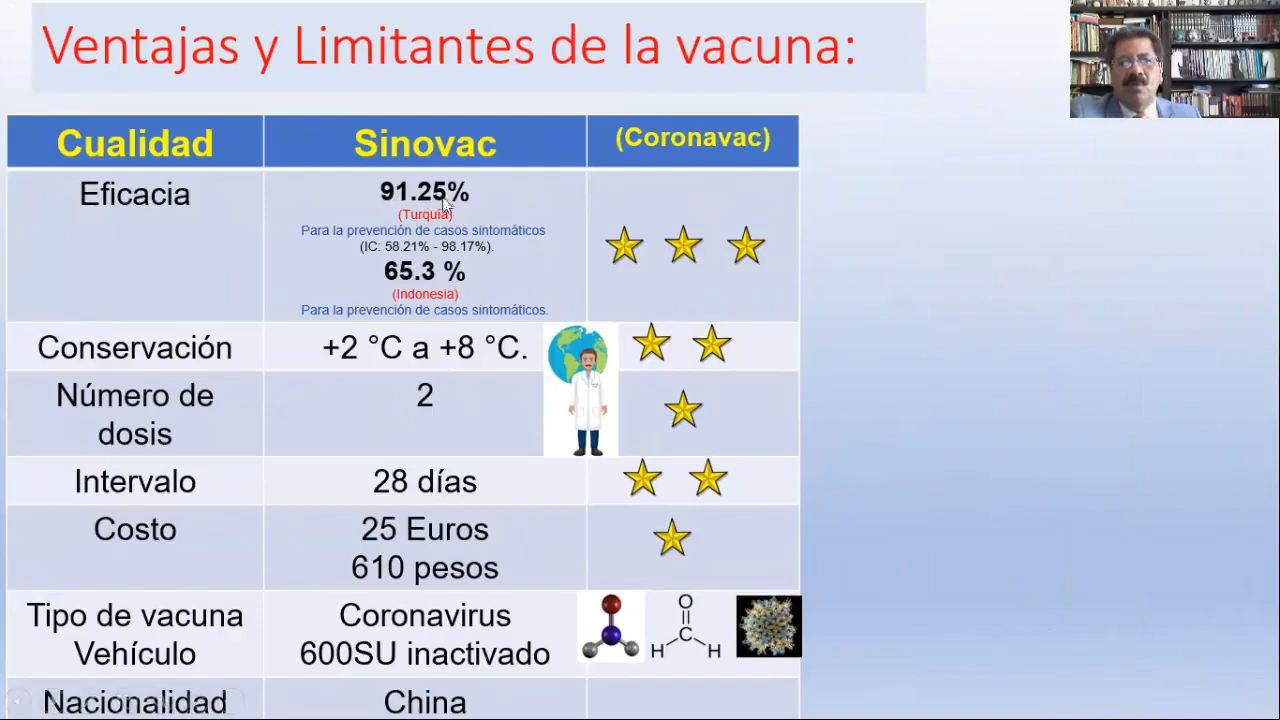 Ventajas y Limitantes de la vacuna:
Cualidad
Sinovac
(Coronavac)
Eficacia
91.25%
(Turquía)
Para la prevención de casos sintomáticos
(IC: 58.21% - 98.17%).
65.3 %
(Indonesia)
Para la prevención de casos sintomáticos.
Conservación
+2 °C a +8 °C.
Número de
dosis
2
Intervalo
28 días
Costo
25 Euros
610 pesos
Tipo de vacuna
Vehículo
Coronavirus
600SU inactivado
O
C
H
H
Nacionalidad
China